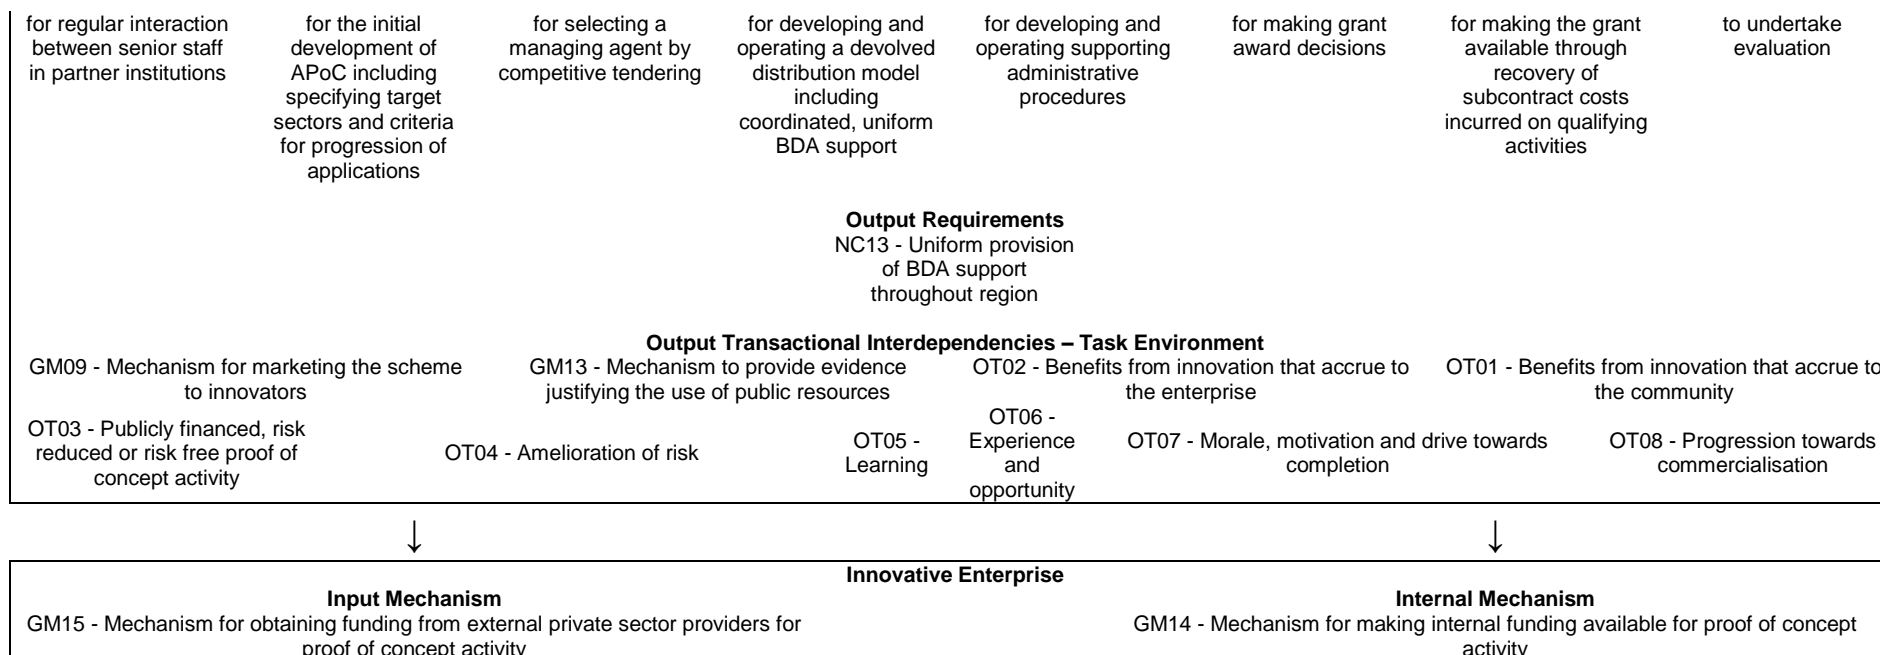 for regular interaction
between senior staff
in partner institutions
for the initial
development of
APoC including
specifying target
sectors and criteria
for progression of
applications
for selecting a
managing agent by
competitive tendering
for developing and
operating a devolved
distribution model
including
coordinated, uniform
BDA support
for developing and
operating supporting
administrative
procedures
for making grant
award decisions
for making the grant
available through
recovery of
subcontract costs
incurred on qualifying
activities
to undertake
evaluation
Output Requirements
NC13 - Uniform provision
of BDA support
throughout region
Output Transactional Interdependencies – Task Environment
GM09 - Mechanism for marketing the scheme
to innovators
GM13 - Mechanism to provide evidence
justifying the use of public resources
OT02 - Benefits from innovation that accrue to
the enterprise
OT01 - Benefits from innovation that accrue to
the community
OT03 - Publicly financed, risk
reduced or risk free proof of
concept activity
OT04 - Amelioration of risk
OT05 -
Learning
OT06 -
Experience
and
opportunity
OT07 - Morale, motivation and drive towards
completion
OT08 - Progression towards
commercialisation
Innovative Enterprise
Input Mechanism
GM15 - Mechanism for obtaining funding from external private sector providers for
proof of concept activity
Internal Mechanism
GM14 - Mechanism for making internal funding available for proof of concept
activity